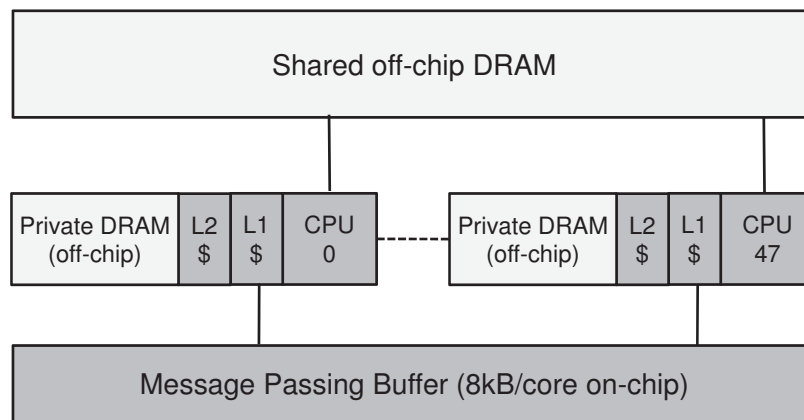 Shared off-chip DRAM
Private DRAM
(off-chip)
L2
$
L1
$
CPU
0
Private DRAM
(off-chip)
L2
$
L1
$
CPU
47
Message Passing Buffer (8kB/core on-chip)